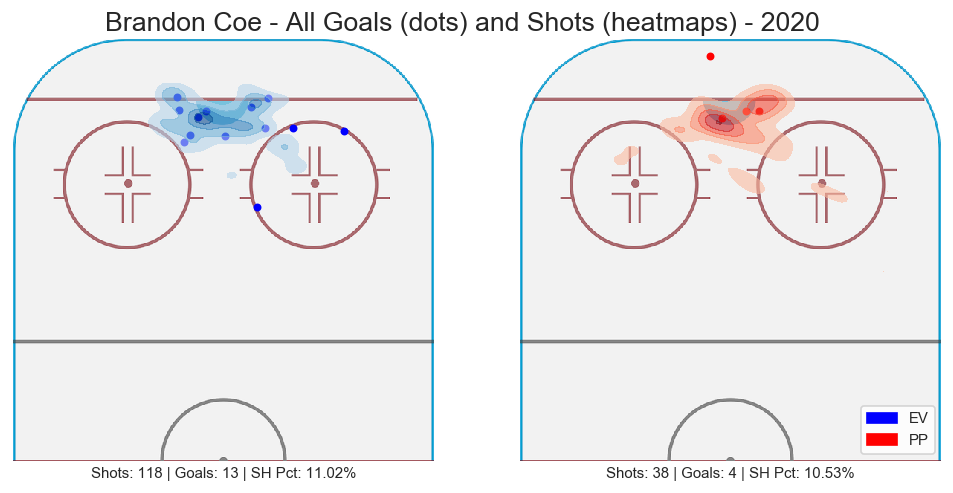 Brandon Coe - All Goals (dots) and Shots (heatmaps) - 2020
EV
PP
Shots: 118 | Goals: 13 | SH Pct: 11.02%
Shots: 38 | Goals: 4 | SH Pct: 10.53%